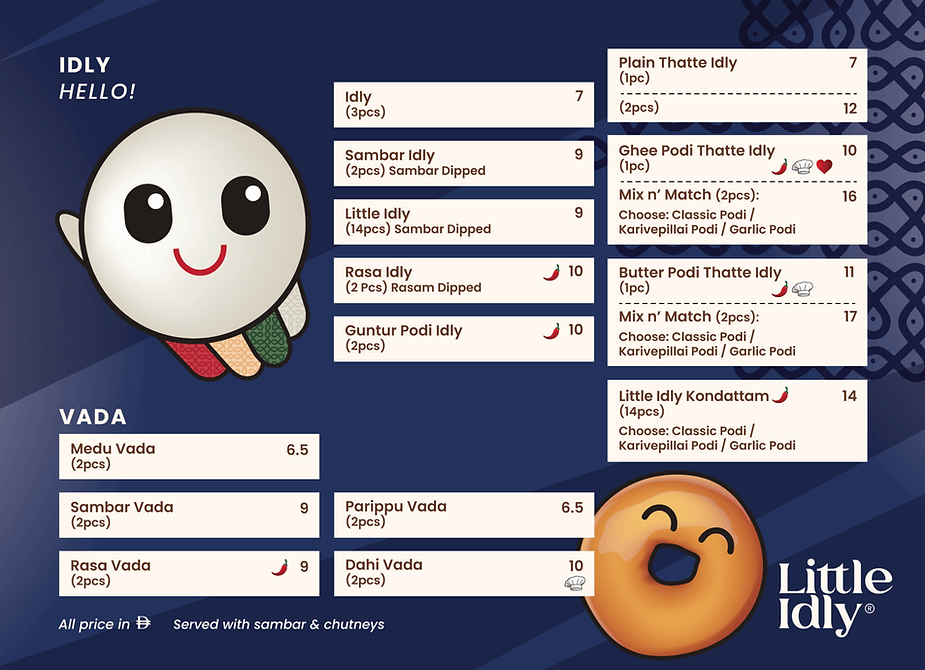 IDLY
HELLO!
Idly 7
(3pcs)
Sambar Idly 9
(2pcs) Sambar Dipped
Little Idly 9
(14pcs) Sambar Dipped
Rasa Idly 10
(2 Pcs) Rasam Dipped
Guntur Podi Idly 10
(2pcs)
Plain Thatte Idly 7
(1pc)
(2pcs) 12
Ghee Podi Thatte Idly 10
(1pc)
Mix n’ Match (2pcs): 16
Choose: Classic Podi /
Karivepillai Podi / Garlic Podi
Butter Podi Thatte Idly 11
(1pc)
Mix n’ Match (2pcs): 17
Choose: Classic Podi /
Karivepillai Podi / Garlic Podi
Little Idly Kondattam 14
(14pcs)
Choose: Classic Podi /
Karivepillai Podi / Garlic Podi
VADA
Medu Vada 6.5
(2pcs)
Sambar Vada 9
(2pcs)
Rasa Vada 9
(2pcs)
Parippu Vada 6.5
(2pcs)
Dahi Vada 10
(2pcs)
All price in Đ Served with sambar & chutneys
Little
Idly®